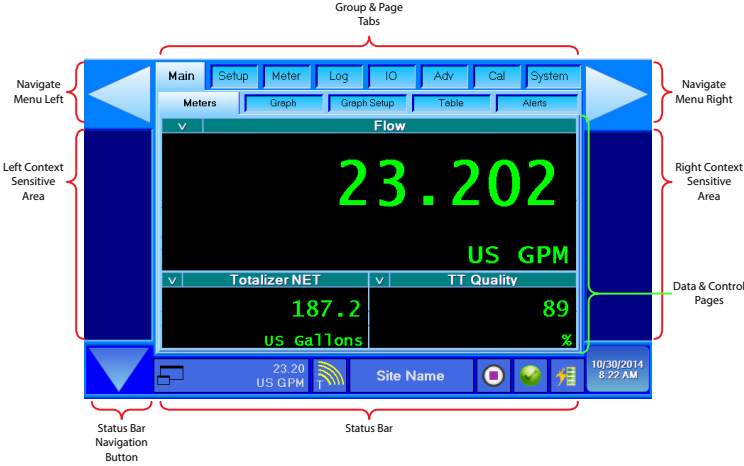 Group & Page
Tabs
Navigate
Menu Left
Main
Setup
Meter
Log
IO
Adv
Cal
System
Navigate
Menu Right
Meters
Graph
Graph Setup
Table
Alerts
v
Flow
23.202
US GPM
Left Context
Sensitive
Area
Right Context
Sensitive
Area
v
Totalizer NET
v
TT Quality
187.2
89
US Gallons
%
Data & Control
Pages
23.20
US GPM
T
Site Name
10/30/2014
8:22 AM
Status Bar
Navigation
Button
Status Bar